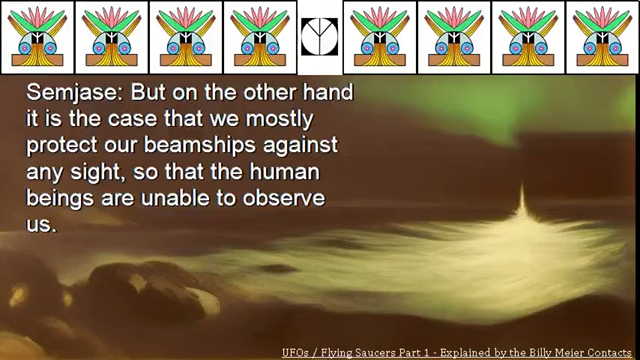 Semjase: But on the other hand
it is the case that we mostly
protect our beamships against
any sight, so that the human
beings are unable to observe
us.
UFOs / Flying Saucers Part 1 - Explained by the Billy Meier Contacts